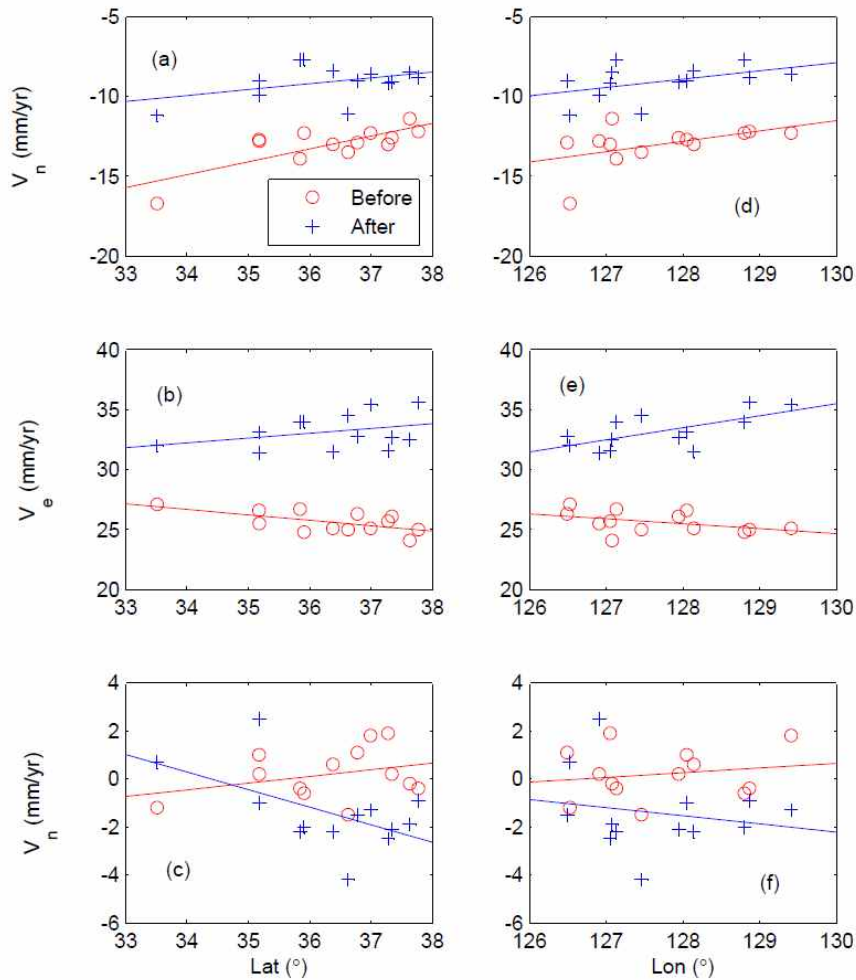 -5
-10
-15
-20
V_n (mm/yr)
(a)
Before
After
33 34 35 36 37 38
-5
-10
-15
-20
(d)
126 127 128 129 130
40
35
30
25
20
V_e (mm/yr)
(b)
33 34 35 36 37 38
40
35
30
25
20
(e)
126 127 128 129 130
4
2
0
-2
-4
-6
V_n (mm/yr)
(c)
33 34 35 36 37 38
Lat (°)
4
2
0
-2
-4
-6
(f)
126 127 128 129 130
Lon (°)